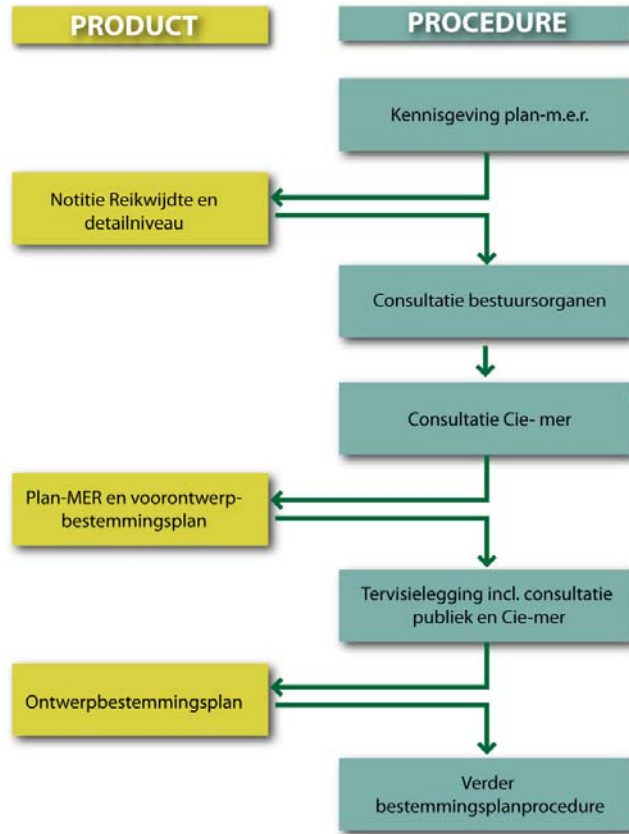 PRODUCT
PROCEDURE
Kennisgeving plan-m.e.r.
Notitie Reikwijdte en
detailniveau
Consultatie bestuursorganen
Consultatie Cie- mer
Plan-MER en voorontwerp-
bestemmingsplan
Tervisielegging incl. consultatie
publiek en Cie-mer
Ontwerpbestemmingsplan
Verder
bestemmingsplanprocedure